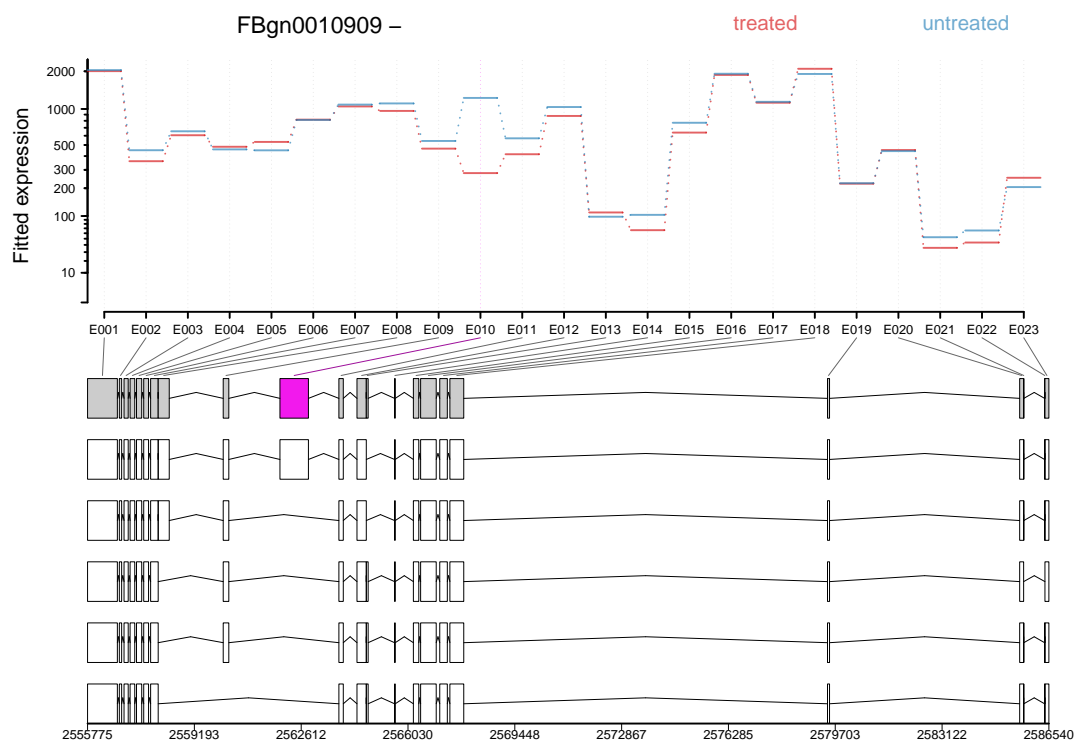 FBgn0010909 –
treated
untreated
Fitted expression
2000
1000
500
300
200
100
10
E001 E002 E003 E004 E005 E006 E007 E008 E009 E010 E011 E012 E013 E014 E015 E016 E017 E018 E019 E020 E021 E022 E023
2555775 2559193 2562612 2566030 2569448 2572867 2576285 2579703 2583122 2586540